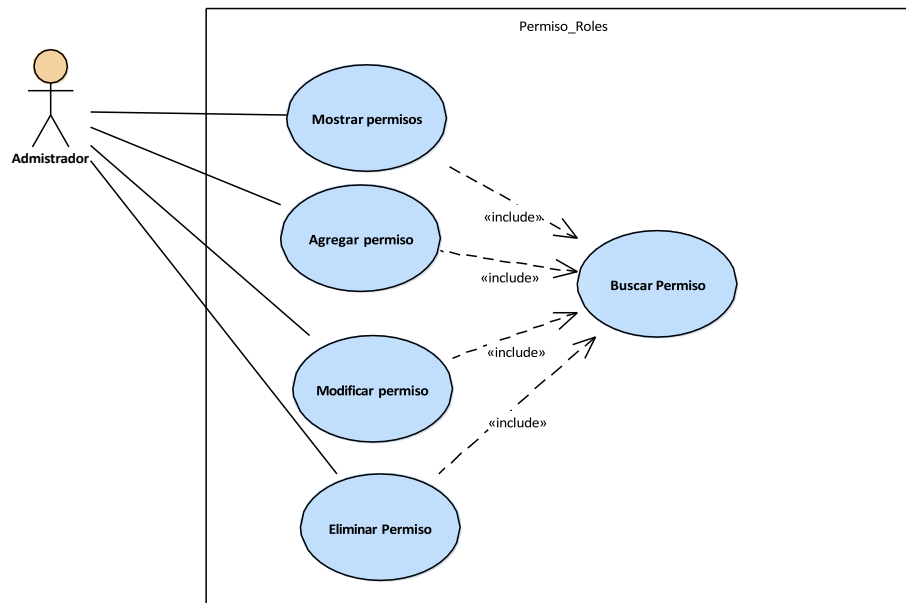 Permiso_Roles
Mostrar permisos
Admistrador
«include»
Agregar permiso
«include»
Buscar Permiso
«include»
Modificar permiso
«include»
Eliminar Permiso